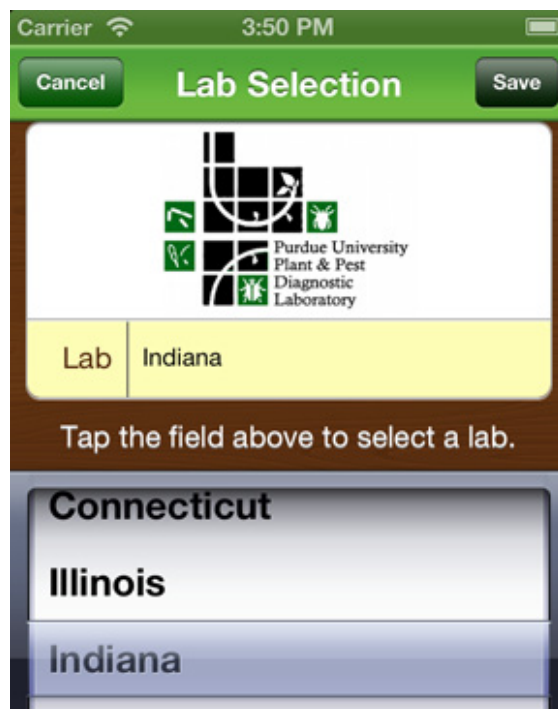 Carrier 3:50 PM
Cancel Lab Selection Save
Purdue University
Plant & Pest
Diagnostic
Laboratory
Lab Indiana
Tap the field above to select a lab.
Connecticut
Illinois
Indiana